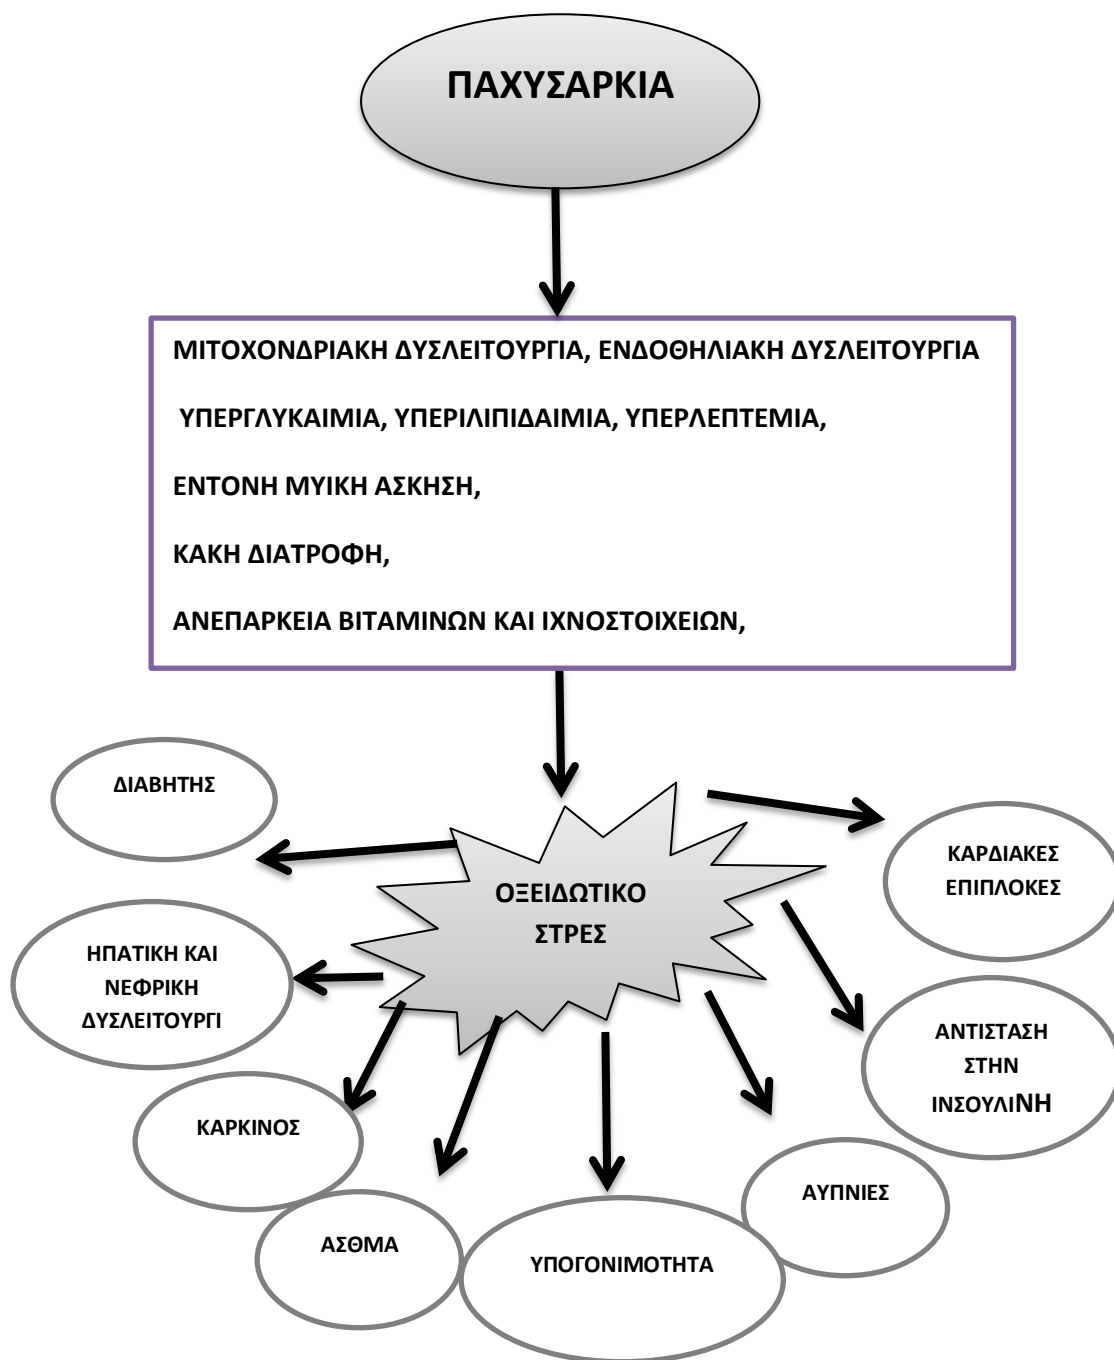 ΠΑΧΥΣΑΡΚΙΑ
ΜΙΤΟΧΟΝΔΡΙΑΚΗ ΔΥΣΛΕΙΤΟΥΡΓΙΑ, ΕΝΔΟΘΗΛΙΑΚΗ ΔΥΣΛΕΙΤΟΥΡΓΙΑ
ΥΠΕΡΓΛΥΚΑΙΜΙΑ, ΥΠΕΡΙΛΙΠΙΔΑΙΜΙΑ, ΥΠΕΡΛΕΠΤΕΜΙΑ,
ΕΝΤΟΝΗ ΜΥΙΚΗ ΑΣΚΗΣΗ,
ΚΑΚΗ ΔΙΑΤΡΟΦΗ,
ΑΝΕΠΑΡΚΕΙΑ ΒΙΤΑΜΙΝΩΝ ΚΑΙ ΙΧΝΟΣΤΟΙΧΕΙΩΝ,
ΔΙΑΒΗΤΗΣ
ΚΑΡΔΙΑΚΕΣ
ΕΠΙΠΛΟΚΕΣ
ΟΞΕΙΔΩΤΙΚΟ
ΣΤΡΕΣ
ΗΠΑΤΙΚΗ ΚΑΙ
ΝΕΦΡΙΚΗ
ΔΥΣΛΕΙΤΟΥΡΓΙ
ΑΝΤΙΣΤΑΣΗ
ΣΤΗΝ
ΙΝΣΟΥΛΙΝΗ
ΚΑΡΚΙΝΟΣ
ΑΥΠΝΙΕΣ
ΑΣΘΜΑ
ΥΠΟΓΟΝΙΜΟΤΗΤΑ